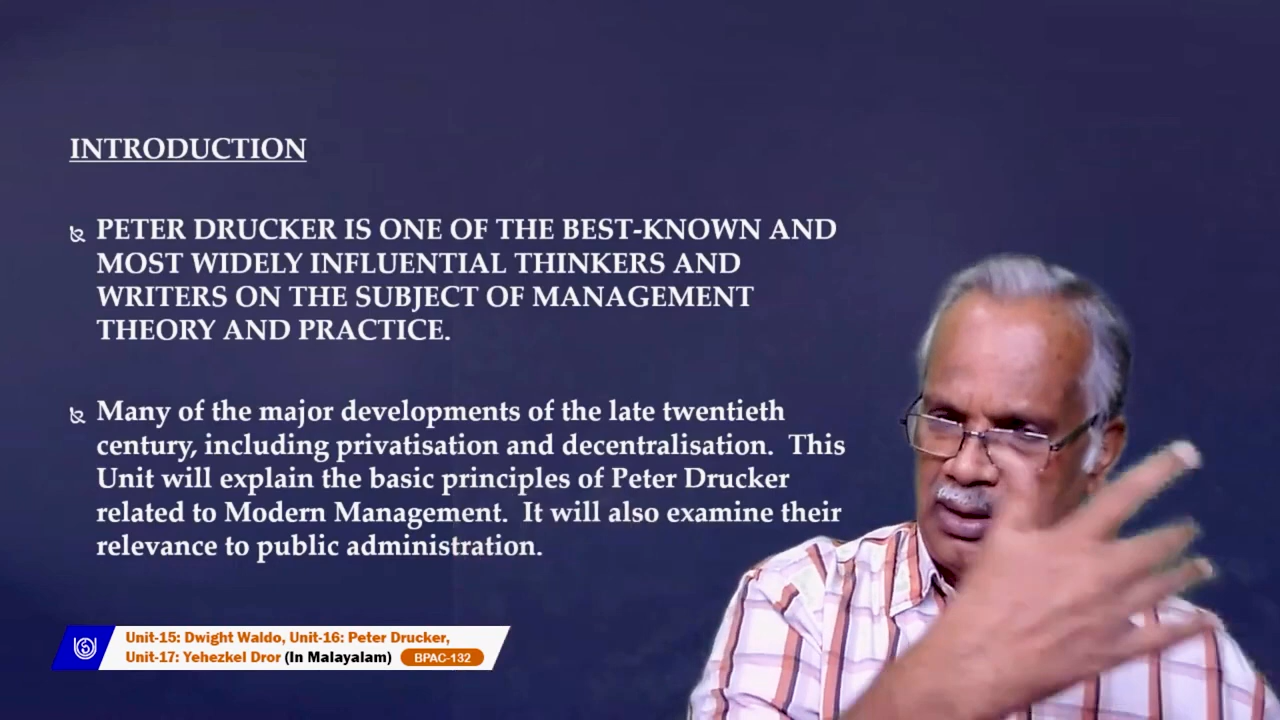 INTRODUCTION
PETER DRUCKER IS ONE OF THE BEST-KNOWN AND
MOST WIDELY INFLUENTIAL THINKERS AND
WRITERS ON THE SUBJECT OF MANAGEMENT
THEORY AND PRACTICE.
Many of the major developments of the late twentieth
century, including privatisation and decentralisation. This
Unit will explain the basic principles of Peter Drucker
related to Modern Management. It will also examine their
relevance to public administration.
Unit-15: Dwight Waldo, Unit-16: Peter Drucker,
Unit-17: Yehezkel Dror (In Malayalam) BPAC-132